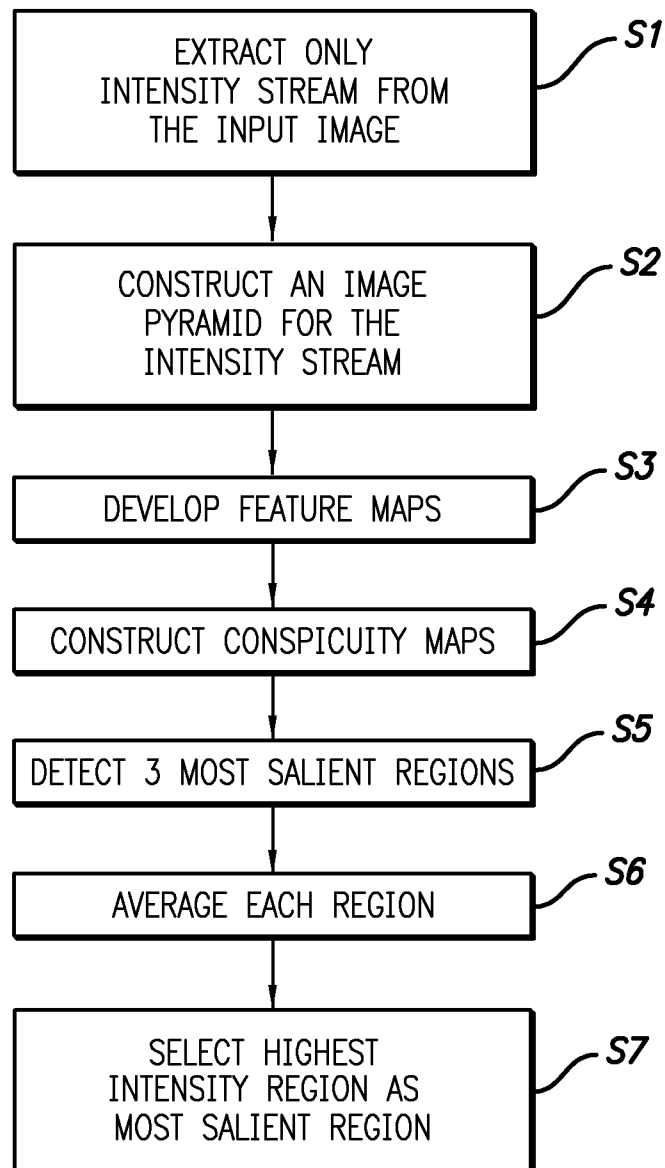 S1
EXTRACT ONLY
INTENSITY STREAM FROM
THE INPUT IMAGE
S2
CONSTRUCT AN IMAGE
PYRAMID FOR THE
INTENSITY STREAM
S3
DEVELOP FEATURE MAPS
S4
CONSTRUCT CONSPICUITY MAPS
S5
DETECT 3 MOST SALIENT REGIONS
S6
AVERAGE EACH REGION
S7
SELECT HIGHEST
INTENSITY REGION AS
MOST SALIENT REGION